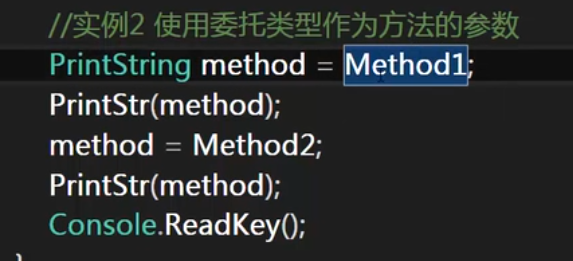 //实例2 使用委托类型作为方法的参数
PrintString method = Method1;
PrintStr(method);
method = Method2;
PrintStr(method);
Console.ReadKey();
}